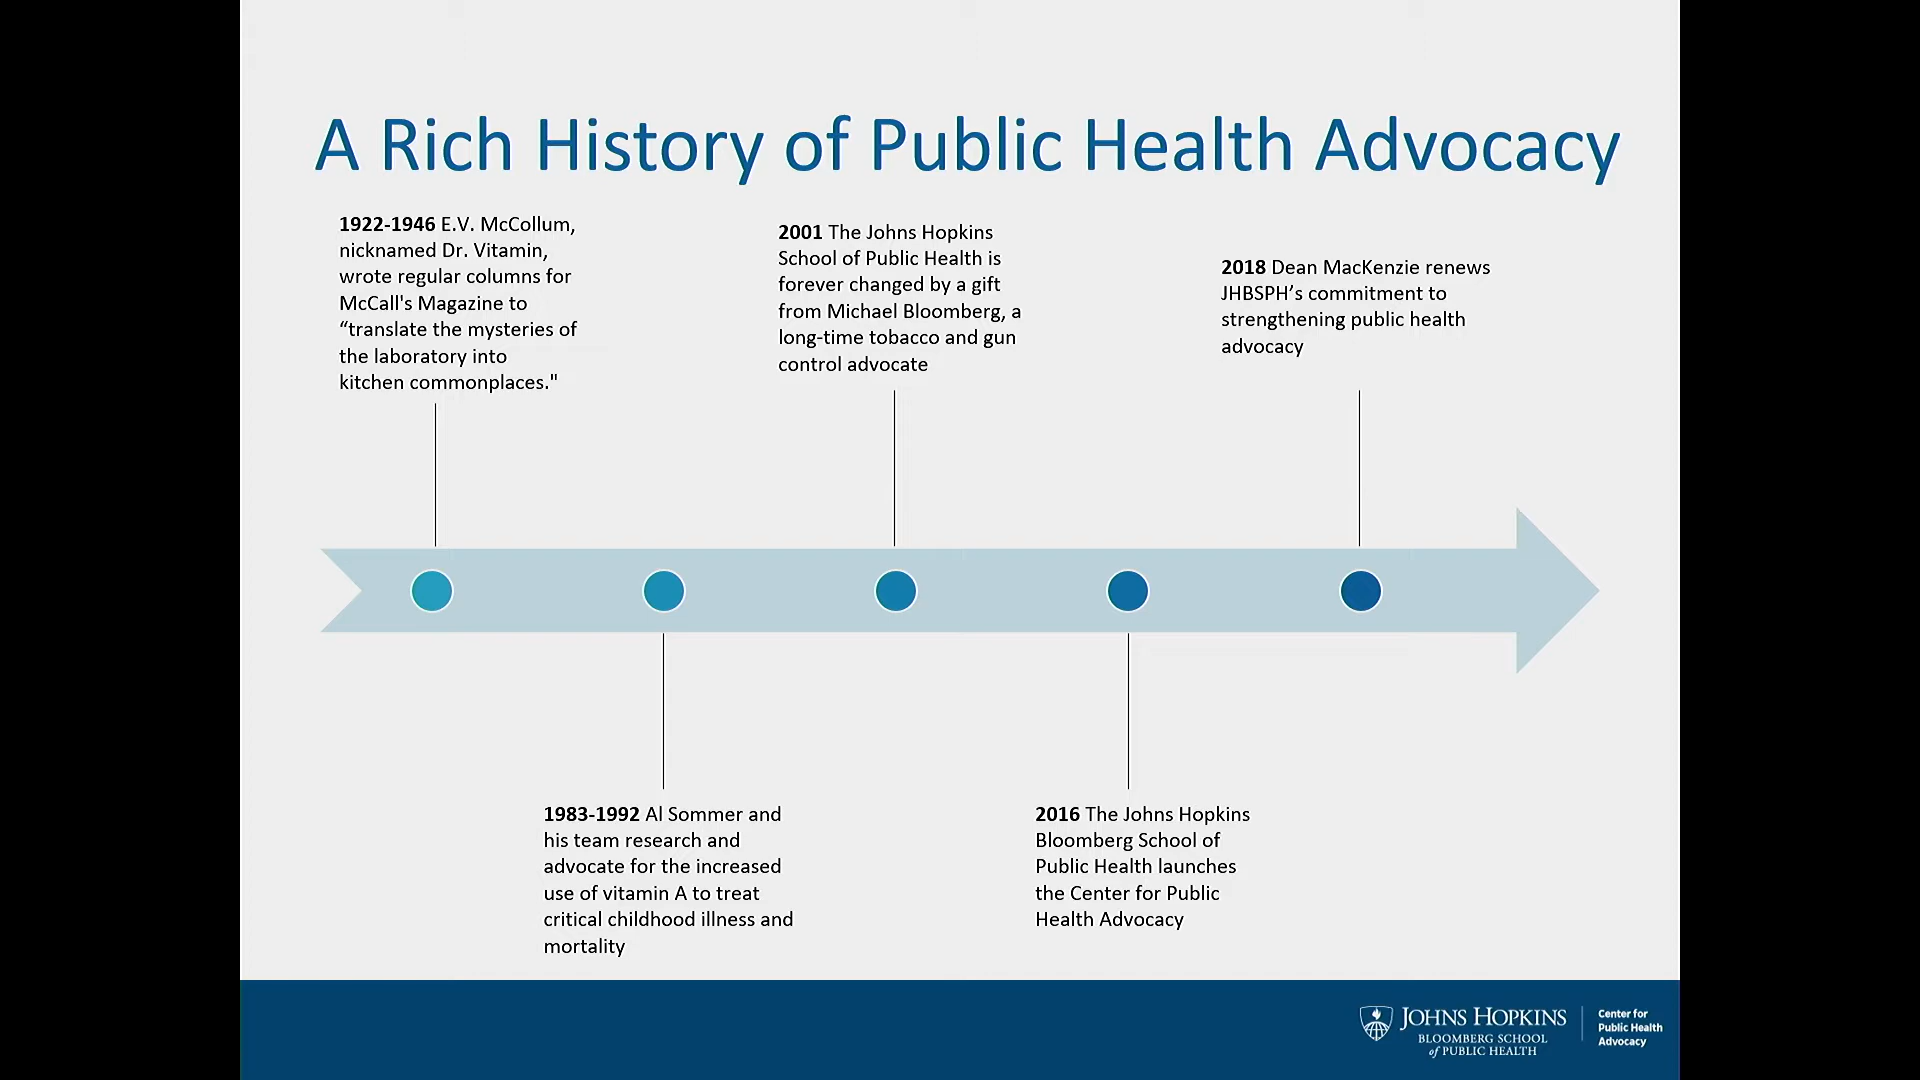 A Rich History of Public Health Advocacy
1922-1946 E.V. McCollum,
nicknamed Dr. Vitamin,
wrote regular columns for
McCall's Magazine to
“translate the mysteries of
the laboratory into
kitchen commonplaces."
2001 The Johns Hopkins
School of Public Health is
forever changed by a gift
from Michael Bloomberg, a
long-time tobacco and gun
control advocate
2018 Dean MacKenzie renews
JHBSPH’s commitment to
strengthening public health
advocacy
1983-1992 Al Sommer and
his team research and
advocate for the increased
use of vitamin A to treat
critical childhood illness and
mortality
2016 The Johns Hopkins
Bloomberg School of
Public Health launches
the Center for Public
Health Advocacy
JOHNS HOPKINS
BLOOMBERG SCHOOL
of PUBLIC HEALTH
Center for
Public Health
Advocacy